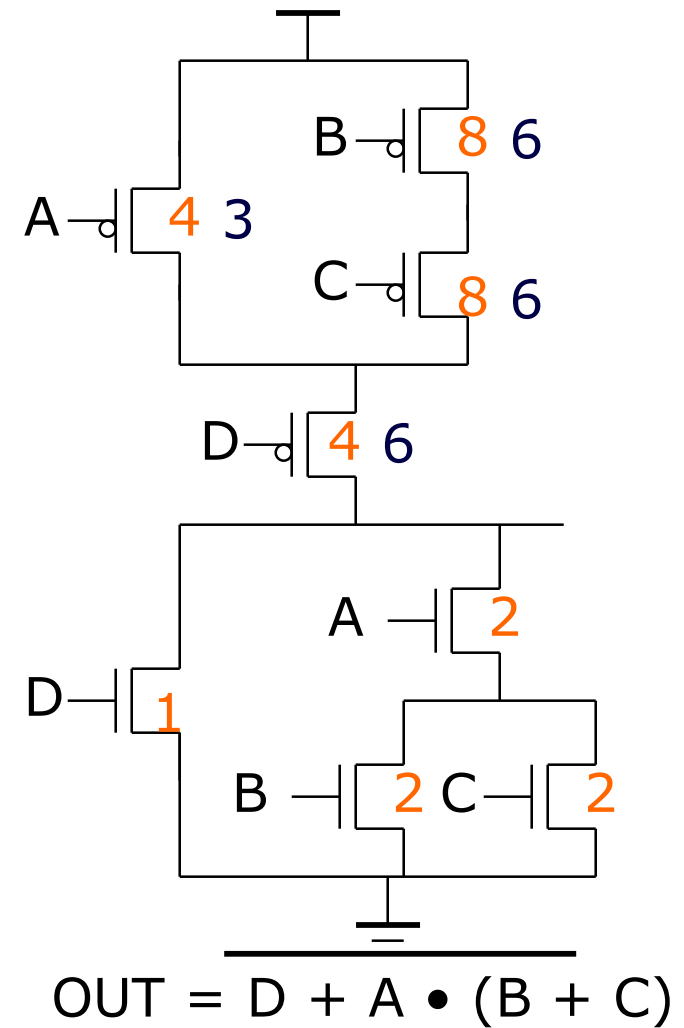 B 8 6
A 4 3
C 8 6
D 4 6
A 2
D 1
B 2 C 2
OUT = D + A • (B + C)